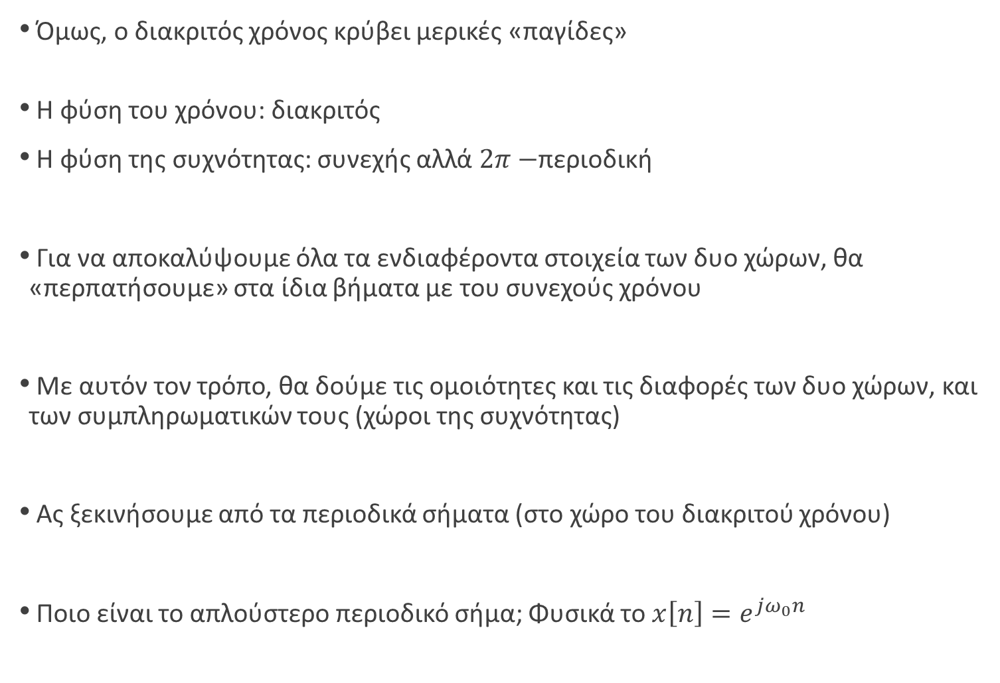 • Όμως, ο διακριτός χρόνος κρύβει μερικές «παγίδες»
• Η φύση του χρόνου: διακριτός
• Η φύση της συχνότητας: συνεχής αλλά 2π −περιοδική
• Για να αποκαλύψουμε όλα τα ενδιαφέροντα στοιχεία των δυο χώρων, θα
«περπατήσουμε» στα ίδια βήματα με του συνεχούς χρόνου
• Με αυτόν τον τρόπο, θα δούμε τις ομοιότητες και τις διαφορές των δυο χώρων, και
των συμπληρωματικών τους (χώροι της συχνότητας)
• Ας ξεκινήσουμε από τα περιοδικά σήματα (στο χώρο του διακριτού χρόνου)
• Ποιο είναι το απλούστερο περιοδικό σήμα; Φυσικά το x[n] = e^{jω₀n}